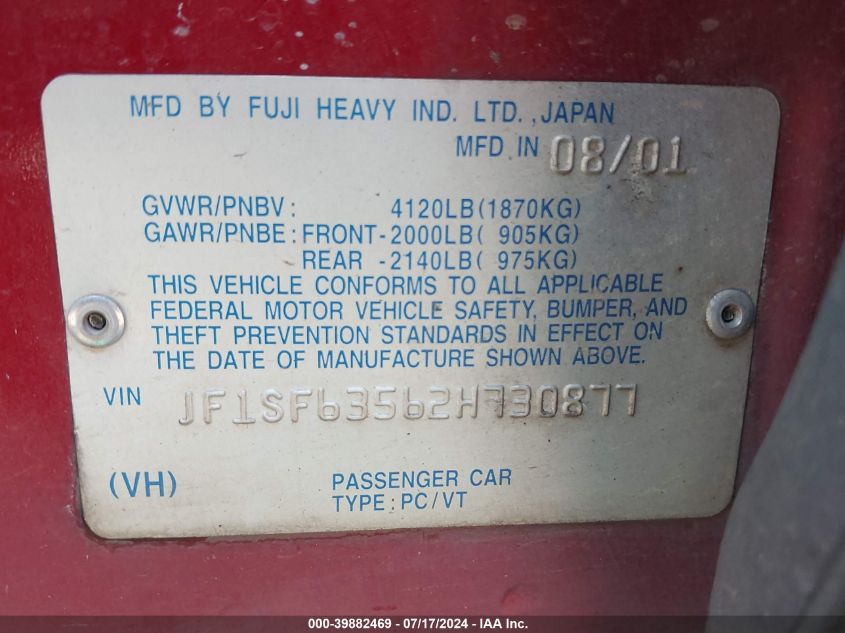 MFD BY FUJI HEAVY IND. LTD., JAPAN
MFD IN 08/01
GVWR/PNBV: 4120LB(1870KG)
GAWR/PNBE: FRONT-2000LB( 905KG)
REAR -2140LB( 975KG)
THIS VEHICLE CONFORMS TO ALL APPLICABLE
FEDERAL MOTOR VEHICLE SAFETY, BUMPER, AND
THEFT PREVENTION STANDARDS IN EFFECT ON
THE DATE OF MANUFACTURE SHOWN ABOVE.
VIN JF1SF63562H730877
(VH) PASSENGER CAR
TYPE: PC/VT
000-39882469 - 07/17/2024 - IAA Inc.